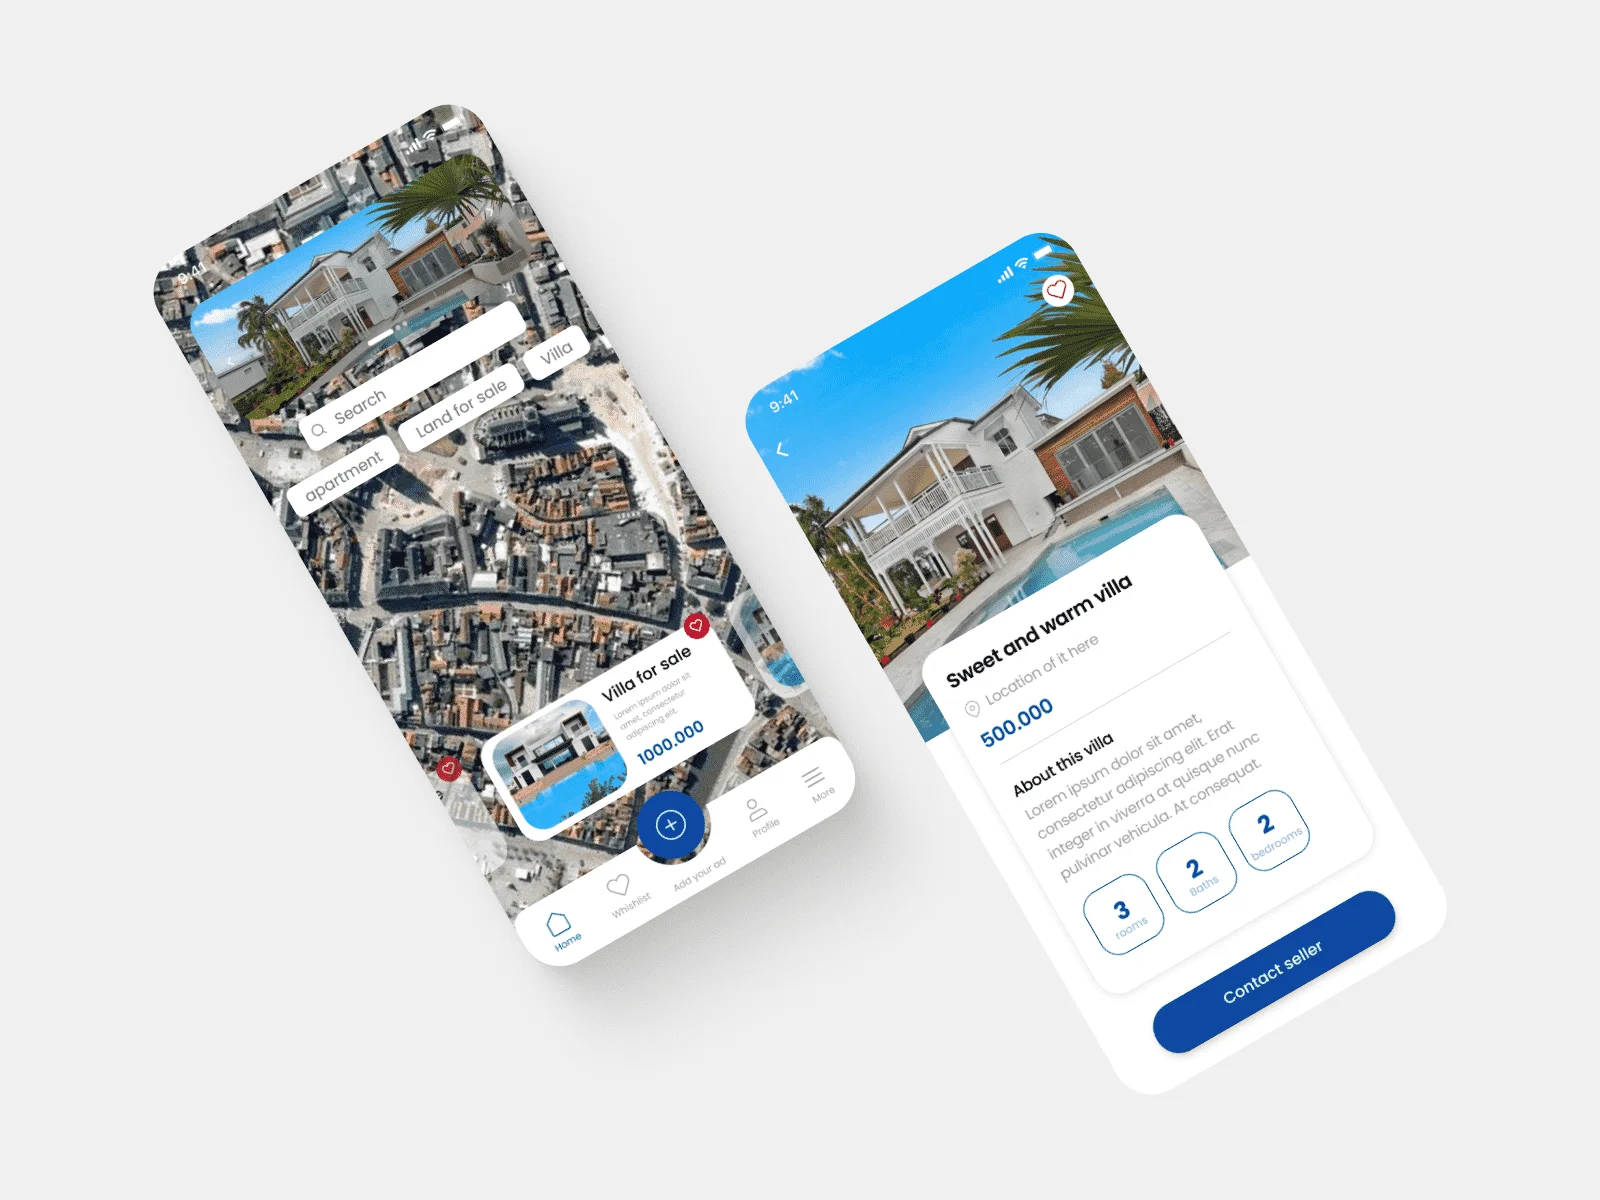 9:41
Search
apartment
Land for sale
Villa
Villa for sale
Lorem ipsum dolor sit
amet, consectetur
adipiscing elit.
1000.000
Home
Whishlist
Add your ad
Profile
More
9:41
Sweet and warm villa
Location of it here
500.000
About this villa
Lorem ipsum dolor sit amet,
consectetur adipiscing elit. Erat
integer in viverra at quisque nunc
pulvinar vehicula. At consequat.
3
rooms
2
Baths
2
bedrooms
Contact seller